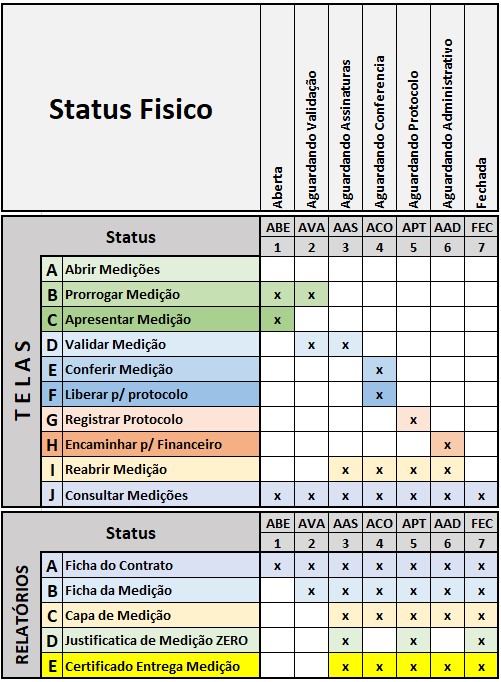 Status Fisico
Aberta
Aguardando Validação
Aguardando Assinaturas
Aguardando Conferencia
Aguardando Protocolo
Aguardando Administrativo
Fechada
TELAS
Status ABE AVA AAS ACO APT AAD FEC
1 2 3 4 5 6 7
A Abrir Medições
B Prorrogar Medição x x
C Apresentar Medição x
D Validar Medição x x
E Conferir Medição x
F Liberar p/ protocolo x
G Registrar Protocolo x
H Encaminhar p/ Financeiro x
I Reabrir Medição x x x x
J Consultar Medições x x x x x x x
RELATÓRIOS
Status ABE AVA AAS ACO APT AAD FEC
1 2 3 4 5 6 7
A Ficha do Contrato x x x x x x x
B Ficha da Medição x x x x x x
C Capa de Medição x x x x x
D Justificatica de Medição ZERO x x x
E Certificado Entrega Medição x x x x x